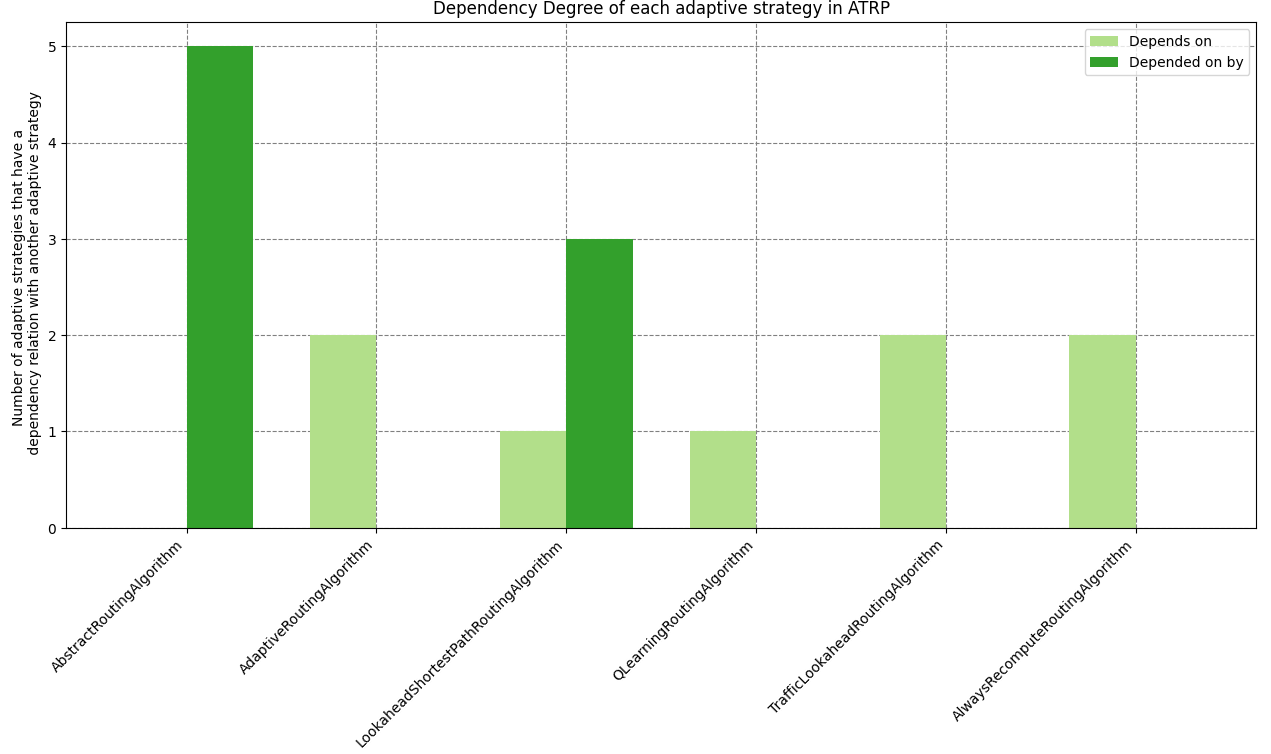 Dependency Degree of each adaptive strategy in ATRP
Depends on
Depended on by
Number of adaptive strategies that have a
dependency relation with another adaptive strategy
5
4
3
2
1
0
AbstractRoutingAlgorithm
AdaptiveRoutingAlgorithm
LookaheadShortestPathRoutingAlgorithm
QLearningRoutingAlgorithm
TrafficLookaheadRoutingAlgorithm
AlwaysRecomputeRoutingAlgorithm